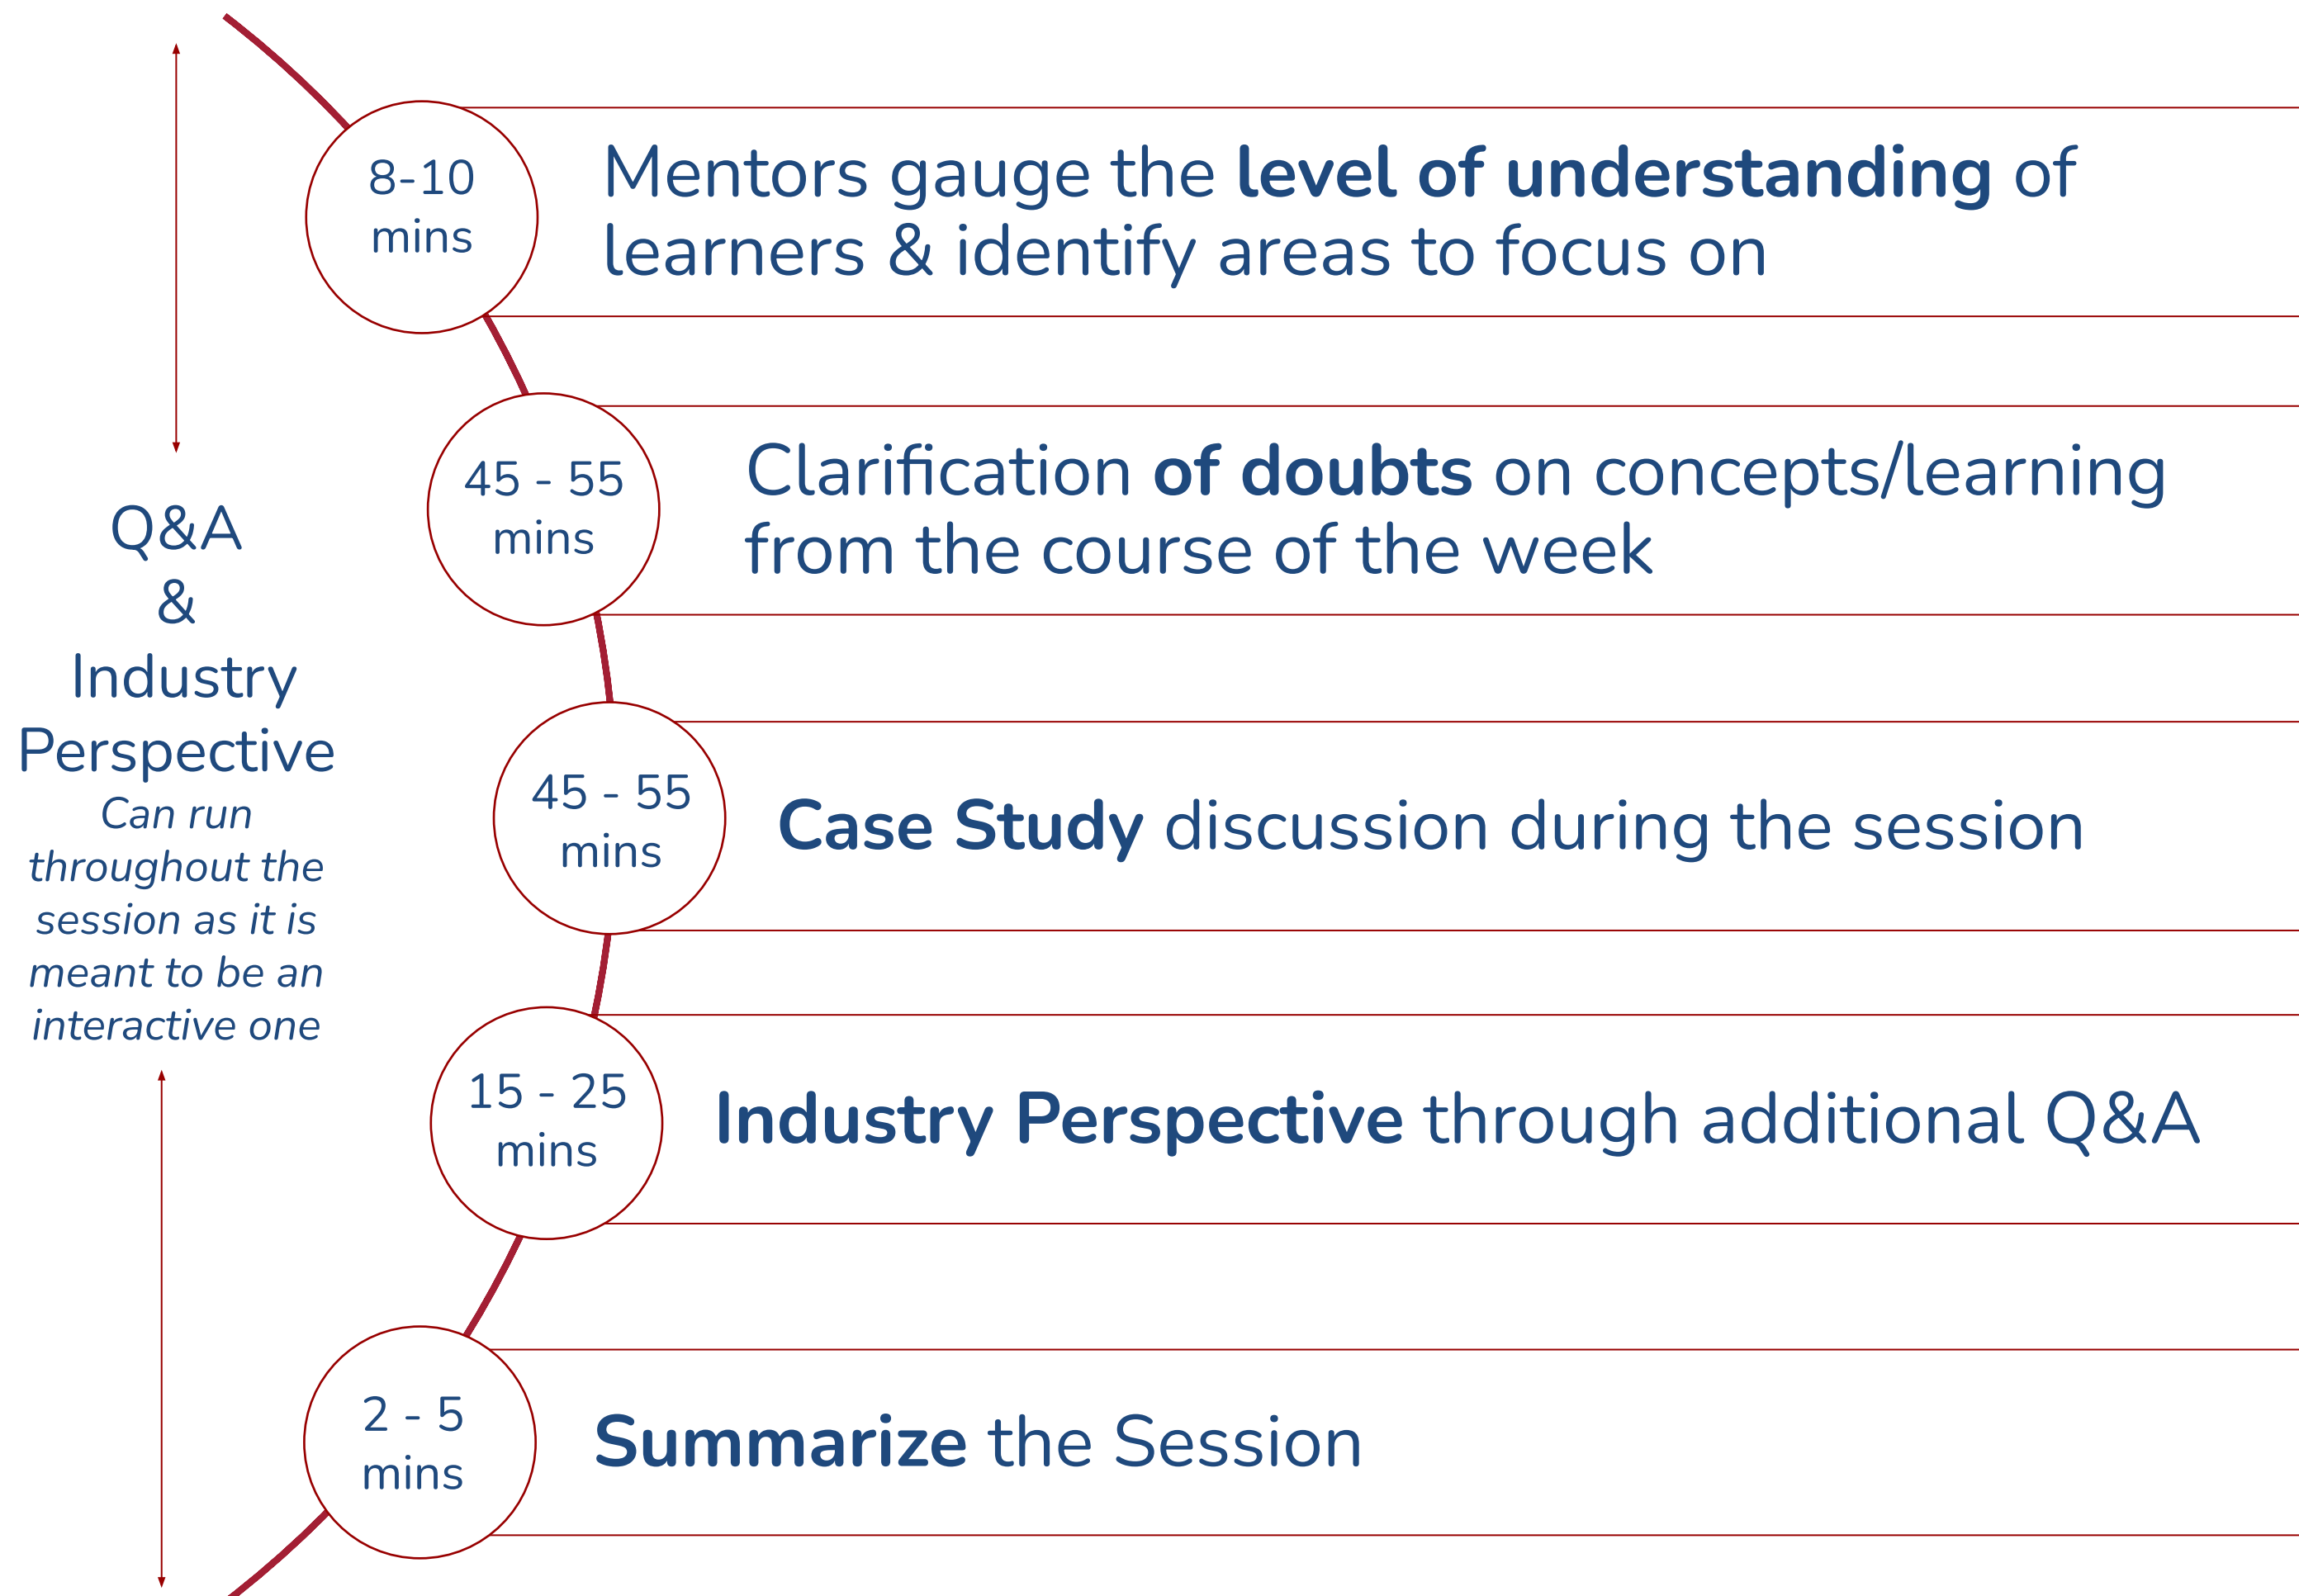 8-10
mins
Mentors gauge the level of understanding of
learners & identify areas to focus on
45 - 55
mins
Clarification of doubts on concepts/learning
from the course of the week
Q&A
&
Industry
Perspective
Can run
throughout the
session as it is
meant to be an
interactive one
45 - 55
mins
Case Study discussion during the session
15 - 25
mins
Industry Perspective through additional Q&A
2 - 5
mins
Summarize the Session